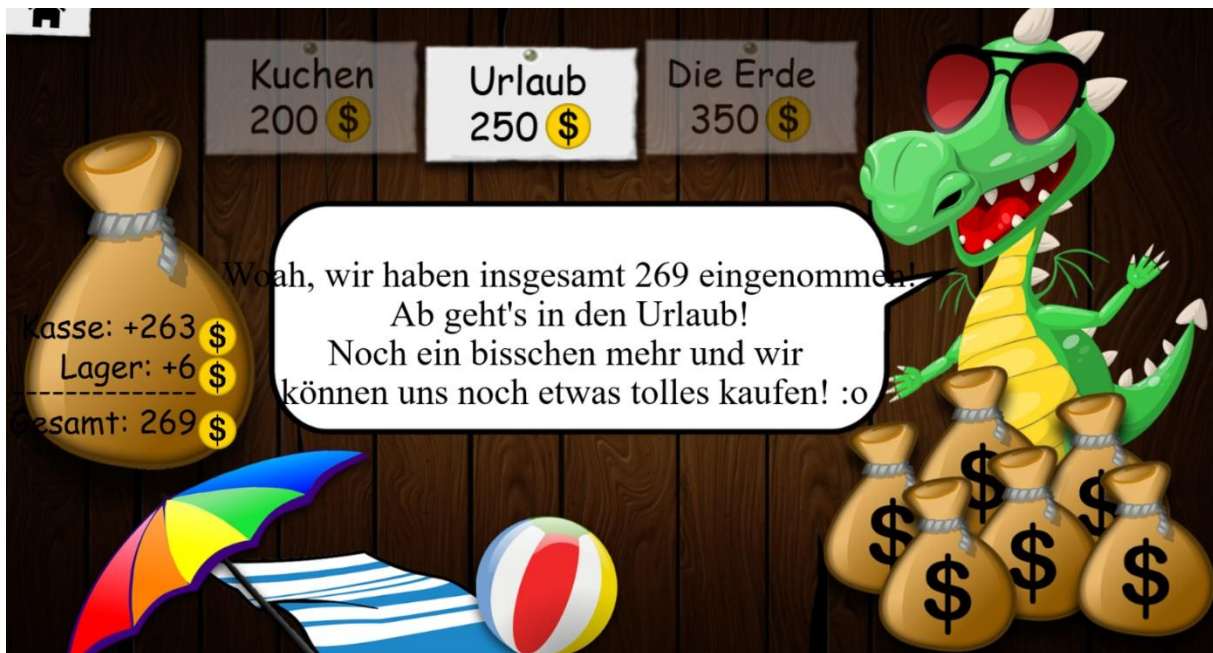 Kuchen
200 $
Urlaub
250 $
Die Erde
350 $
Woah, wir haben insgesamt 269 eingenommen!
Ab geht's in den Urlaub!
Noch ein bisschen mehr und wir
können uns noch etwas tolles kaufen! :o
Kasse: +263 $
Lager: +6 $
---------------
Gesamt: 269 $
$
$
$
$
$
$